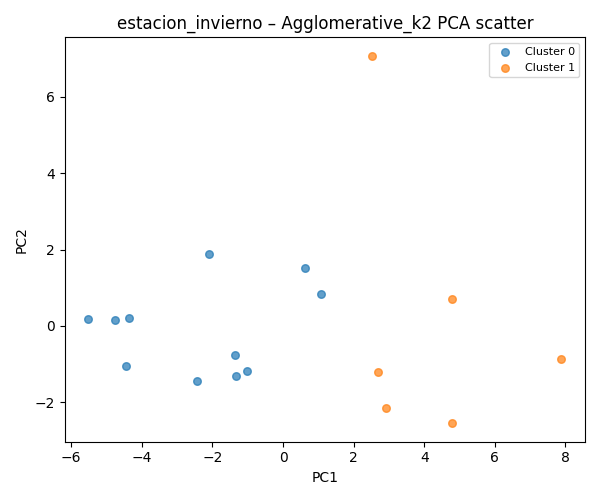 estacion_invierno – Agglomerative_k2 PCA scatter
Cluster 0
Cluster 1
PC2
6
4
2
0
−2
−6
−4
−2
0
2
4
6
8
PC1